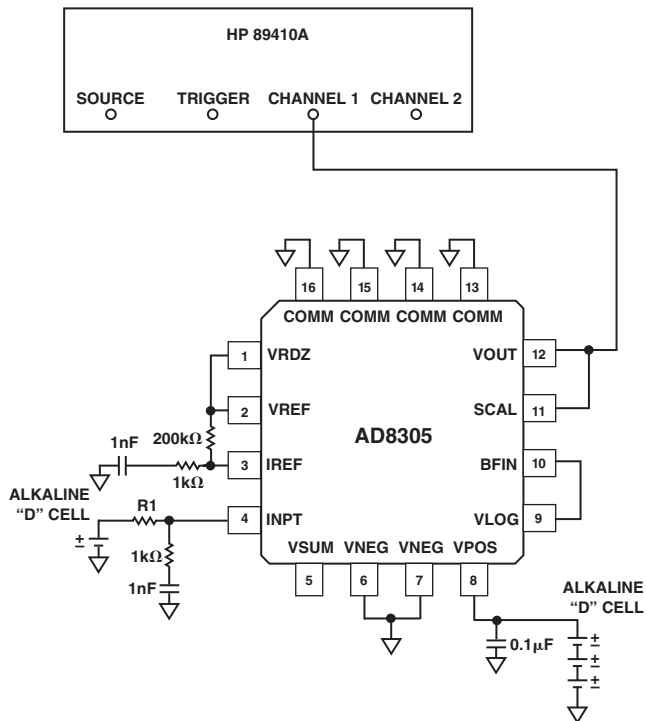 HP 89410A
SOURCE TRIGGER CHANNEL 1 CHANNEL 2
16 15 14 13
COMM COMM COMM COMM
1 VRDZ VOUT 12
2 VREF SCAL 11
200kΩ
AD8305
1nF
3 IREF BFIN 10
1kΩ
ALKALINE
"D" CELL
R1
4 INPT VLOG 9
±
1kΩ
VSUM VNEG VNEG VPOS
1nF
5 6 7 8
ALKALINE
"D" CELL
0.1µF
±
±
±